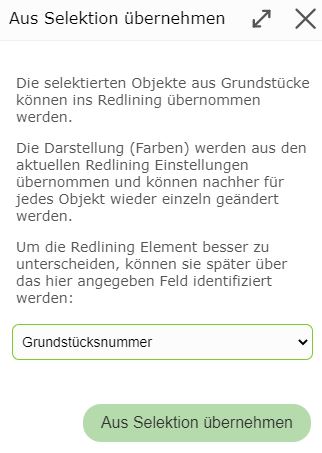 Aus Selektion übernehmen
Die selektierten Objekte aus Grundstücke
können ins Redlining übernommen
werden.
Die Darstellung (Farben) werden aus den
aktuellen Redlining Einstellungen
übernommen und können nachher für
jedes Objekt wieder einzeln geändert
werden.
Um die Redlining Element besser zu
unterscheiden, können sie später über
das hier angegeben Feld identifiziert
werden:
Grundstücksnummer
Aus Selektion übernehmen